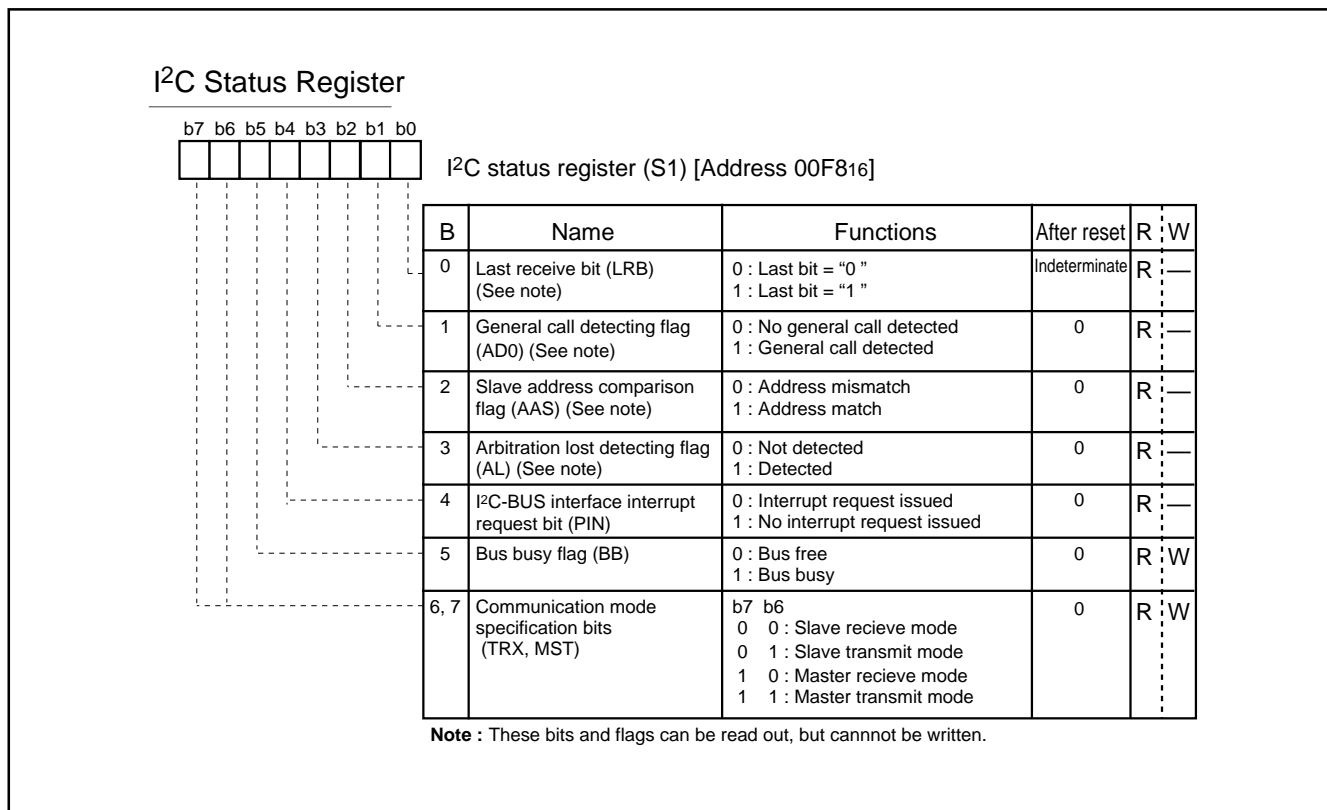 I2C Status Register
b7 b6 b5 b4 b3 b2 b1 b0
I2C status register (S1) [Address 00F816]
B Name Functions After reset R W
0 Last receive bit (LRB) (See note) 0 : Last bit = “0 ” 1 : Last bit = “1 ” Indeterminate R —
1 General call detecting flag (AD0) (See note) 0 : No general call detected 1 : General call detected 0 R —
2 Slave address comparison flag (AAS) (See note) 0 : Address mismatch 1 : Address match 0 R —
3 Arbitration lost detecting flag (AL) (See note) 0 : Not detected 1 : Detected 0 R —
4 I2C-BUS interface interrupt request bit (PIN) 0 : Interrupt request issued 1 : No interrupt request issued 0 R —
5 Bus busy flag (BB) 0 : Bus free 1 : Bus busy 0 R W
6, 7 Communication mode specification bits (TRX, MST) b7 b6 0 R W
0 0 : Slave recieve mode
0 1 : Slave transmit mode
1 0 : Master recieve mode
1 1 : Master transmit mode
Note : These bits and flags can be read out, but cannnot be written.